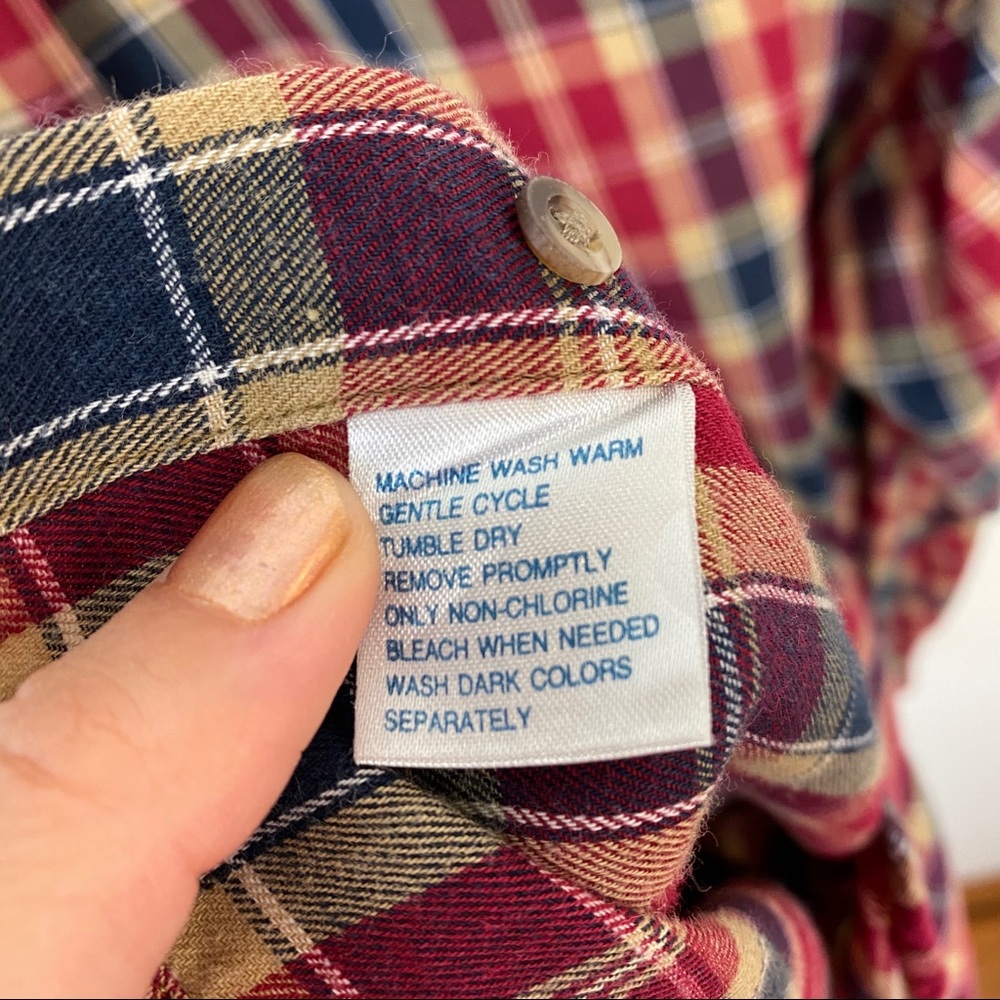 MACHINE WASH WARM
GENTLE CYCLE
TUMBLE DRY
REMOVE PROMPTLY
ONLY NON-CHLORINE
BLEACH WHEN NEEDED
WASH DARK COLORS
SEPARATELY